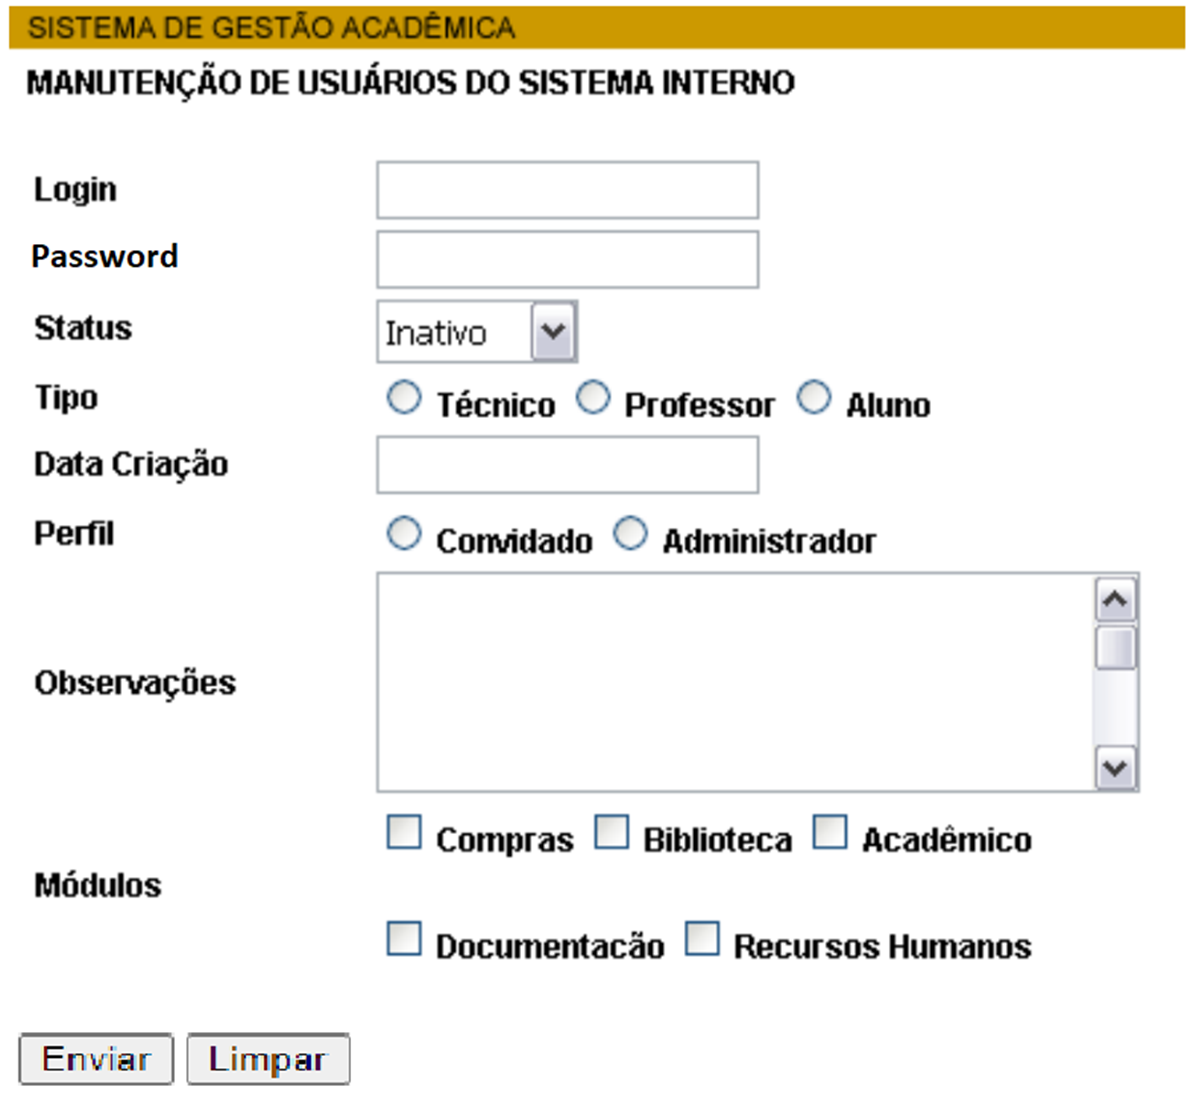 SISTEMA DE GESTÃO ACADÊMICA
MANUTENÇÃO DE USUÁRIOS DO SISTEMA INTERNO
Login
Password
Status Inativo
Tipo Técnico Professor Aluno
Data Criação
Perfil Convidado Administrador
Observações
Compras Biblioteca Acadêmico
Módulos
Documentacão Recursos Humanos
Enviar Limpar